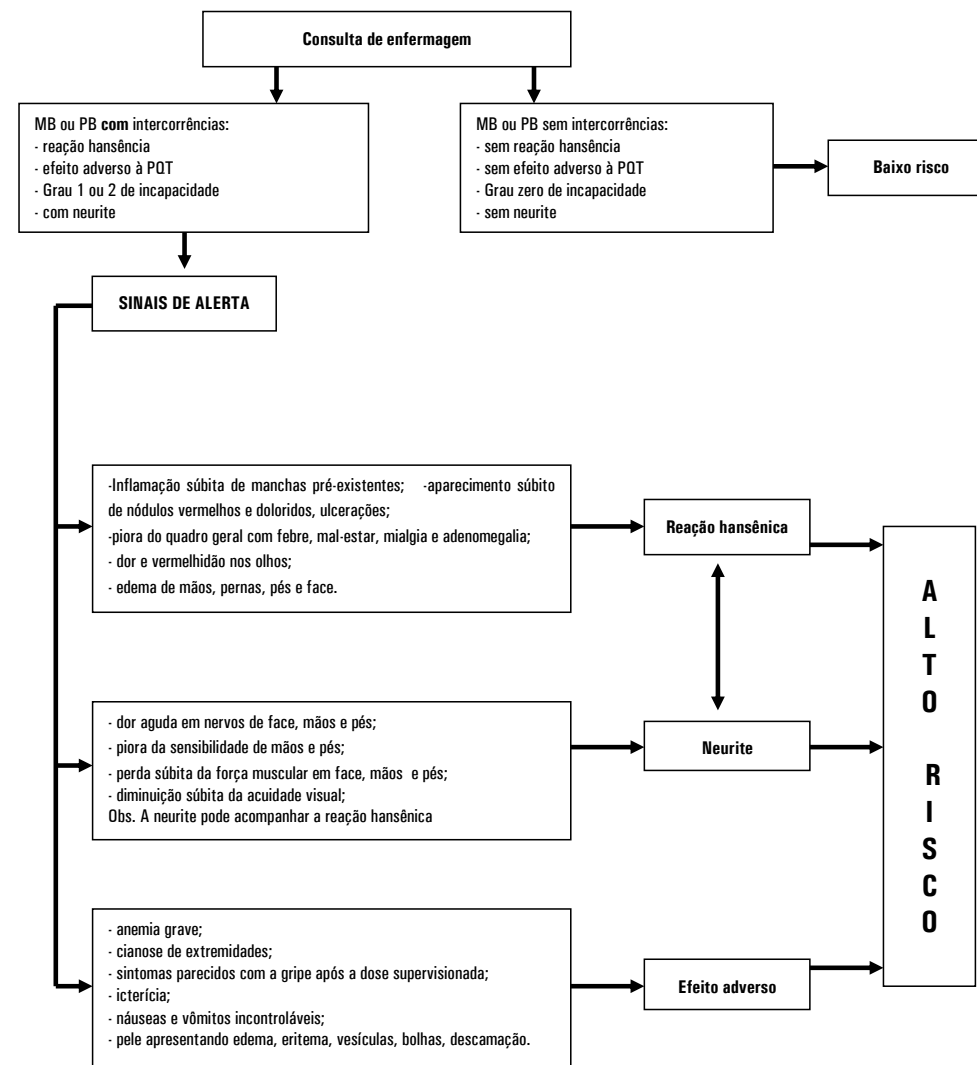 Consulta de enfermagem
MB ou PB com intercorrências:
- reação hansência
- efeito adverso à PQT
- Grau 1 ou 2 de incapacidade
- com neurite
MB ou PB sem intercorrências:
- sem reação hansência
- sem efeito adverso à PQT
- Grau zero de incapacidade
- sem neurite
Baixo risco
SINAIS DE ALERTA
-Inflamação súbita de manchas pré-existentes; -aparecimento súbito
de nódulos vermelhos e doloridos, ulcerações;
-piora do quadro geral com febre, mal-estar, mialgia e adenomegalia;
- dor e vermelhidão nos olhos;
- edema de mãos, pernas, pés e face.
Reação hansênica
- dor aguda em nervos de face, mãos e pés;
- piora da sensibilidade de mãos e pés;
- perda súbita da força muscular em face, mãos e pés;
- diminuição súbita da acuidade visual;
Obs. A neurite pode acompanhar a reação hansênica
Neurite
- anemia grave;
- cianose de extremidades;
- sintomas parecidos com a gripe após a dose supervisionada;
- icterícia;
- náuseas e vômitos incontroláveis;
- pele apresentando edema, eritema, vesículas, bolhas, descamação.
Efeito adverso
A
L
T
O
R
I
S
C
O